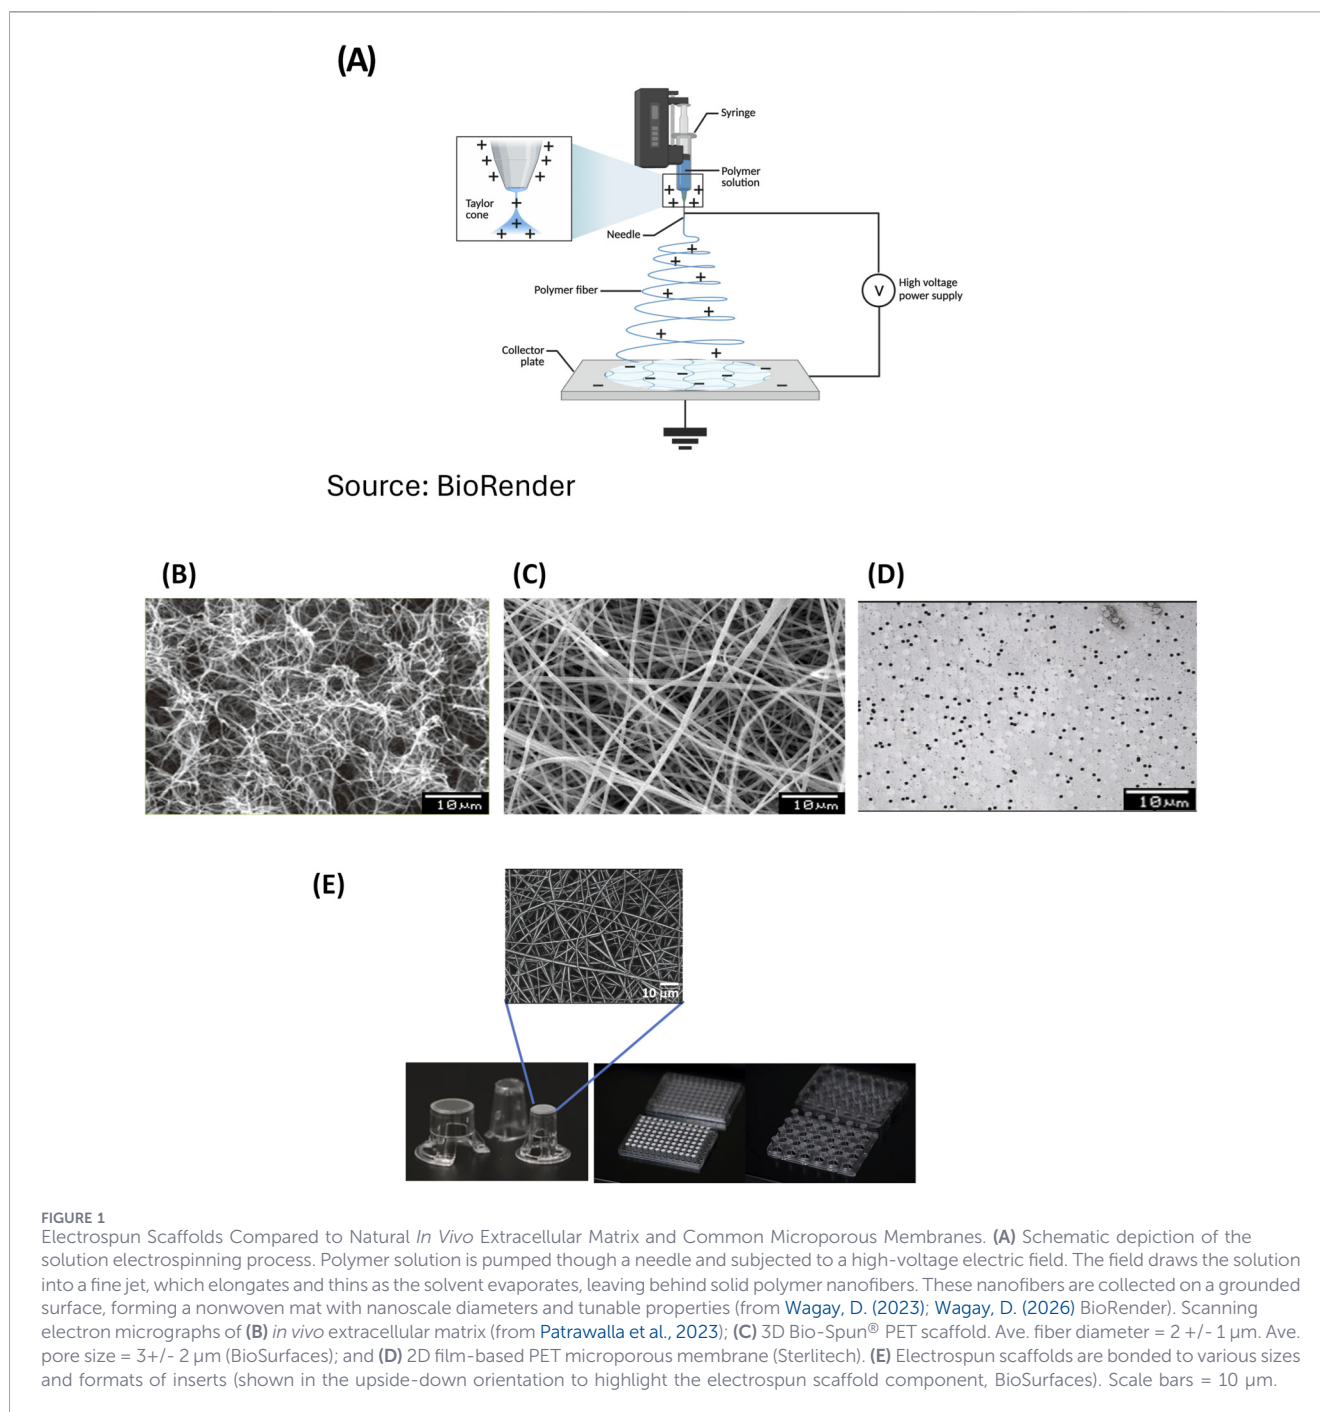 (A)
Syringe
Polymer
solution
Taylor
cone
Needle
Polymer fiber
V
High voltage
power supply
Collector
plate
Source: BioRender
(B)
(C)
(D)
10 μm
10 μm
10 μm
(E)
10 μm
FIGURE 1
Electrospun Scaffolds Compared to Natural In Vivo Extracellular Matrix and Common Microporous Membranes. (A) Schematic depiction of the
solution electrospinning process. Polymer solution is pumped though a needle and subjected to a high-voltage electric field. The field draws the solution
into a fine jet, which elongates and thins as the solvent evaporates, leaving behind solid polymer nanofibers. These nanofibers are collected on a grounded
surface, forming a nonwoven mat with nanoscale diameters and tunable properties (from Wagay, D. (2023); Wagay, D. (2026) BioRender). Scanning
electron micrographs of (B) in vivo extracellular matrix (from Patrawalla et al., 2023); (C) 3D Bio-Spun® PET scaffold. Ave. fiber diameter = 2 +/- 1 μm. Ave.
pore size = 3+/- 2 μm (BioSurfaces); and (D) 2D film-based PET microporous membrane (Sterlitech). (E) Electrospun scaffolds are bonded to various sizes
and formats of inserts (shown in the upside-down orientation to highlight the electrospun scaffold component, BioSurfaces). Scale bars = 10 μm.